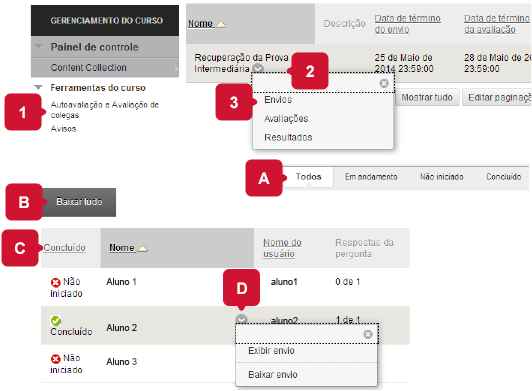 GERENCIAMENTO DO CURSO
Painel de controle
Content Collection
Ferramentas do curso
1
Autoavaliação e Avaliação de
colegas
Avisos
Nome
Descrição
Data de término
do envio
Data de término
da avaliação
Recuperação da Prova
Intermediária
2
25 de Maio de
2014 23:59:00
28 de Maio de 20
23:59:00
3
Envios
Avaliações
Resultados
Mostrar tudo
Editar paginaçã
A
Todos
Em andamento
Não iniciado
Concluído
B
Baixar tudo
C
Concluído
Nome
Nome do
usuário
Respostas da
pergunta
Não
iniciado
Aluno 1
aluno1
0 de 1
D
Concluído
Aluno 2
aluno2
1 de 1
Exibir envio
Baixar envio
Não
iniciado
Aluno 3